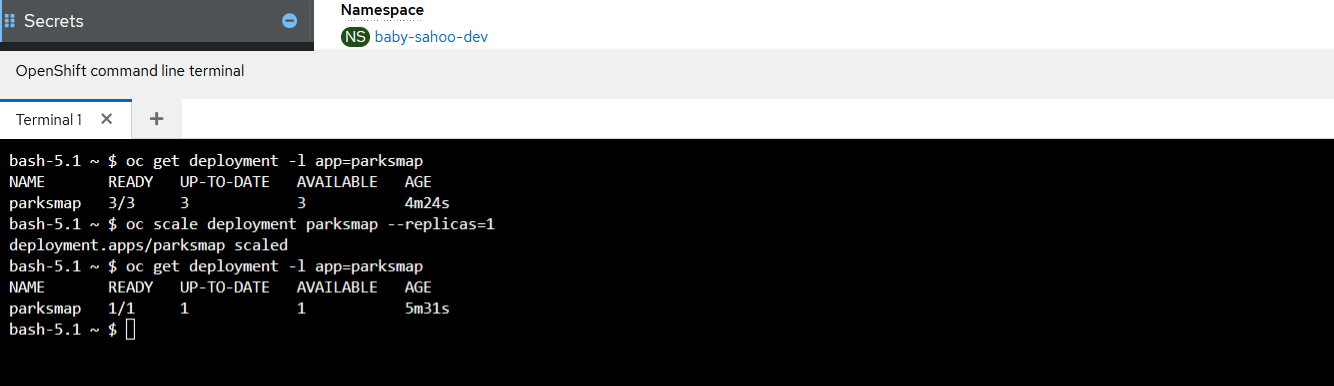 Secrets
Namespace
NS baby-sahoo-dev
OpenShift command line terminal
Terminal 1
bash-5.1 ~ $ oc get deployment -l app=parksmap
NAME READY UP-TO-DATE AVAILABLE AGE
parksmap 3/3 3 3 4m24s
bash-5.1 ~ $ oc scale deployment parksmap --replicas=1
deployment.apps/parksmap scaled
bash-5.1 ~ $ oc get deployment -l app=parksmap
NAME READY UP-TO-DATE AVAILABLE AGE
parksmap 1/1 1 1 5m31s
bash-5.1 ~ $